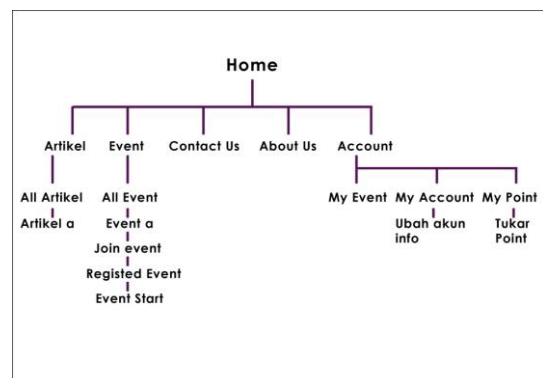 Home
Artikel Event Contact Us About Us Account
All Artikel All Event My Event My Account My Point
Artikel a Event a Ubah akun Tukar
info Point
Join event
Registed Event
Event Start